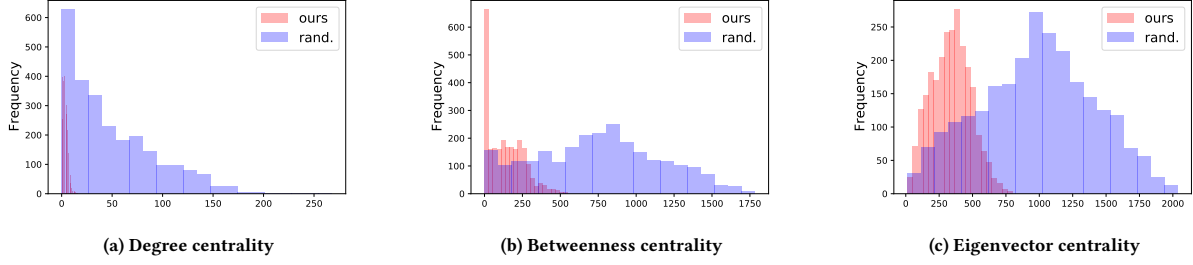 600
500
400
300
200
100
0
Frequency
0 50 100 150 200 250
ours
rand.
(a) Degree centrality
600
500
400
300
200
100
0
Frequency
0 250 500 750 1000 1250 1500 1750
ours
rand.
(b) Betweenness centrality
250
200
150
100
50
0
Frequency
0 250 500 750 1000 1250 1500 1750 2000
ours
rand.
(c) Eigenvector centrality